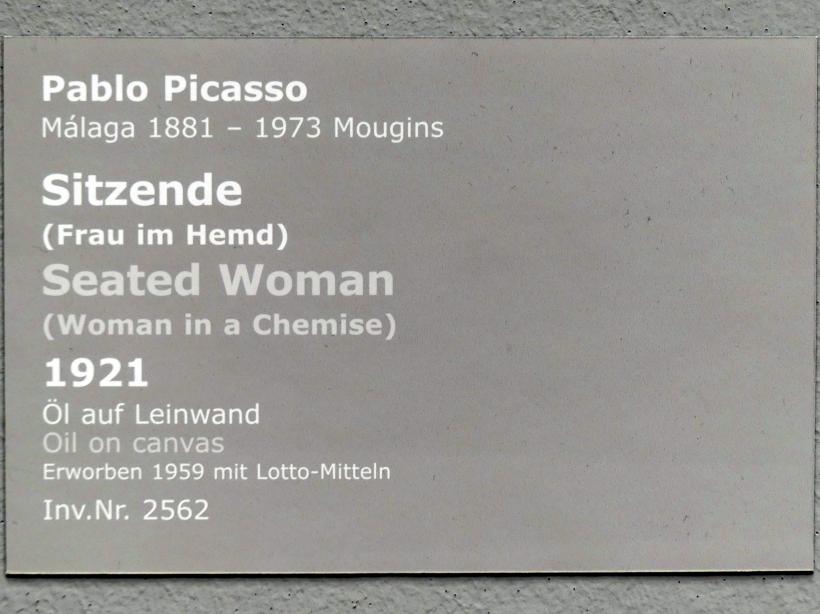 Pablo Picasso
Málaga 1881 – 1973 Mougins
Sitzende
(Frau im Hemd)
Seated Woman
(Woman in a Chemise)
1921
Öl auf Leinwand
Oil on canvas
Erworben 1959 mit Lotto-Mitteln
Inv.Nr. 2562